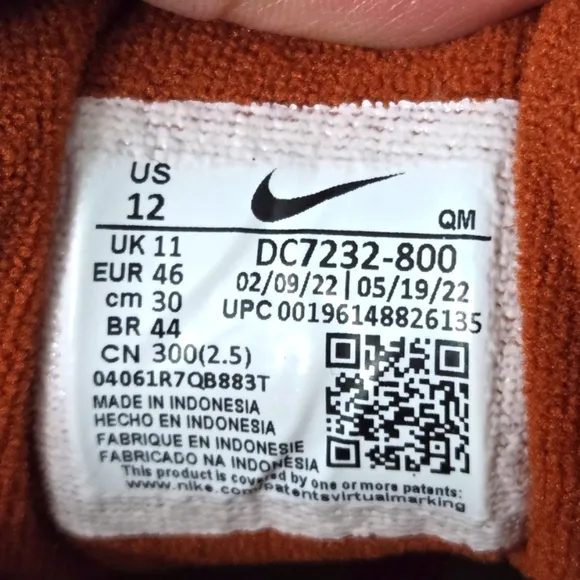 US
12
QM
UK 11
EUR 46
cm 30
BR 44
CN 300(2.5)
DC7232-800
02/09/22 | 05/19/22
UPC 00196148826135
04061R7QB883T
MADE IN INDONESIA
HECHO EN INDONESIA
FABRIQUE EN INDONESIE
FABRICADO NA INDONÉSIA
This product is covered by one or more patents:
www.nike.com/patentsvirtualmarking